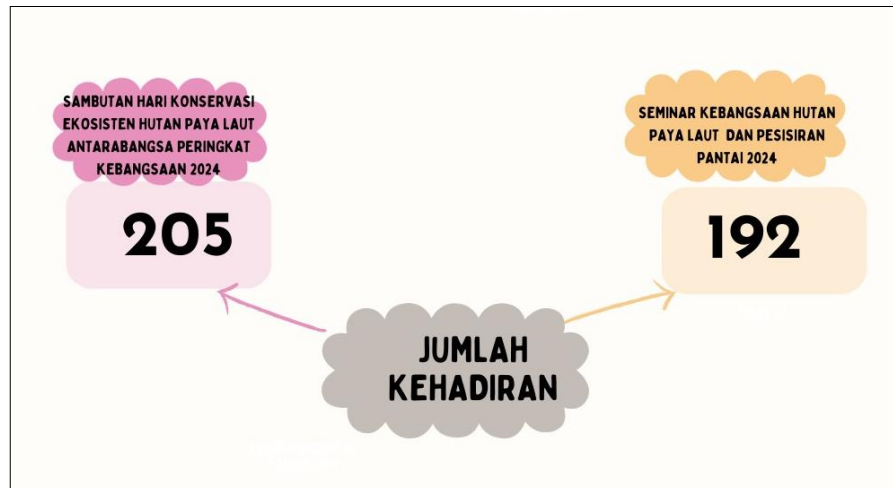 SAMBUTAN HARI KONSERVASI
EKOSISTEN HUTAN PAYA LAUT
ANTARABANGSA PERINGKAT
KEBANGSAAN 2024
205
SEMINAR KEBANGSAAN HUTAN
PAYA LAUT DAN PESISIRAN
PANTAI 2024
192
JUMLAH
KEHADIRAN